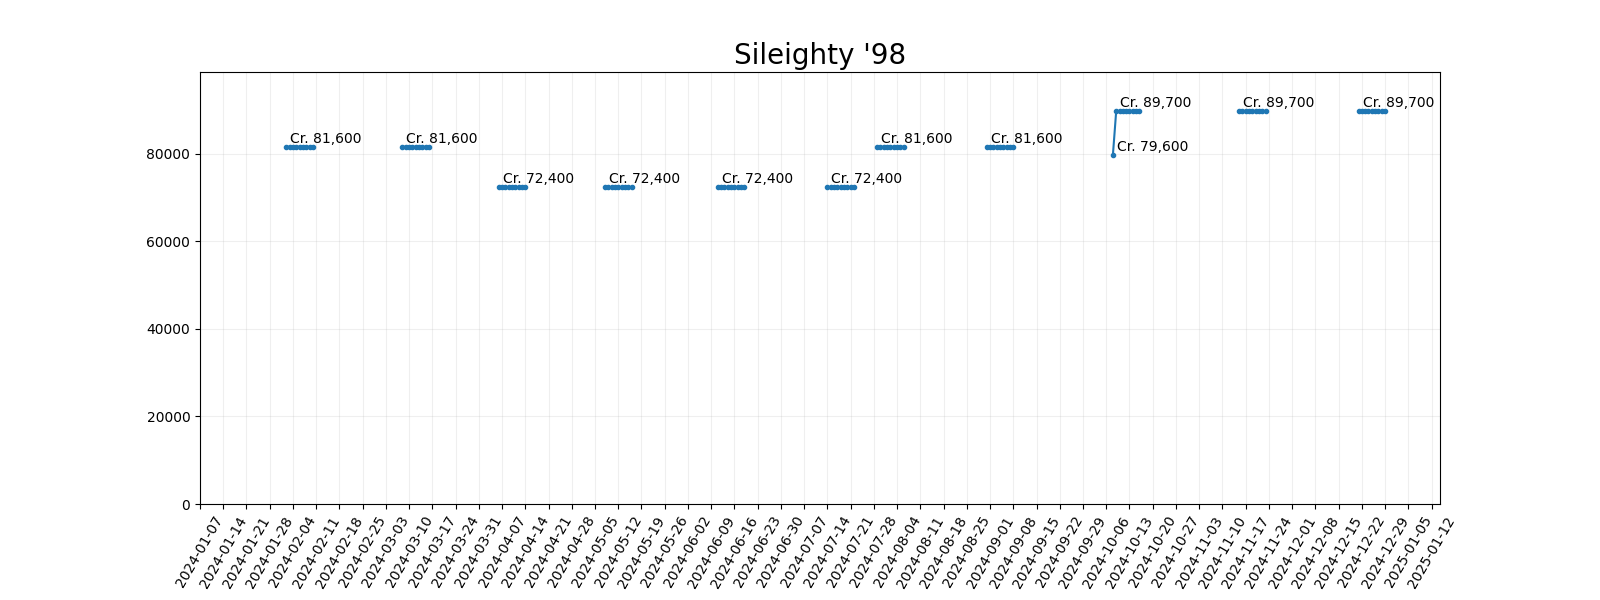 Sileighty '98
Cr. 89,700 Cr. 89,700 Cr. 89,700
Cr. 81,600 Cr. 81,600 Cr. 81,600 Cr. 81,600
Cr. 79,600
80000
Cr. 72,400 Cr. 72,400 Cr. 72,400 Cr. 72,400
60000
40000
20000
0
2024-01-07 2024-01-14 2024-01-21 2024-01-28 2024-02-04 2024-02-11 2024-02-18 2024-02-25 2024-03-03 2024-03-10 2024-03-17 2024-03-24 2024-03-31 2024-04-07 2024-04-14 2024-04-21 2024-04-28 2024-05-05 2024-05-12 2024-05-19 2024-05-26 2024-06-02 2024-06-09 2024-06-16 2024-06-23 2024-06-30 2024-07-07 2024-07-14 2024-07-21 2024-07-28 2024-08-04 2024-08-11 2024-08-18 2024-08-25 2024-09-01 2024-09-08 2024-09-15 2024-09-22 2024-09-29 2024-10-06 2024-10-13 2024-10-20 2024-10-27 2024-11-03 2024-11-10 2024-11-17 2024-11-24 2024-12-01 2024-12-08 2024-12-15 2024-12-22 2024-12-29 2025-01-05 2025-01-12